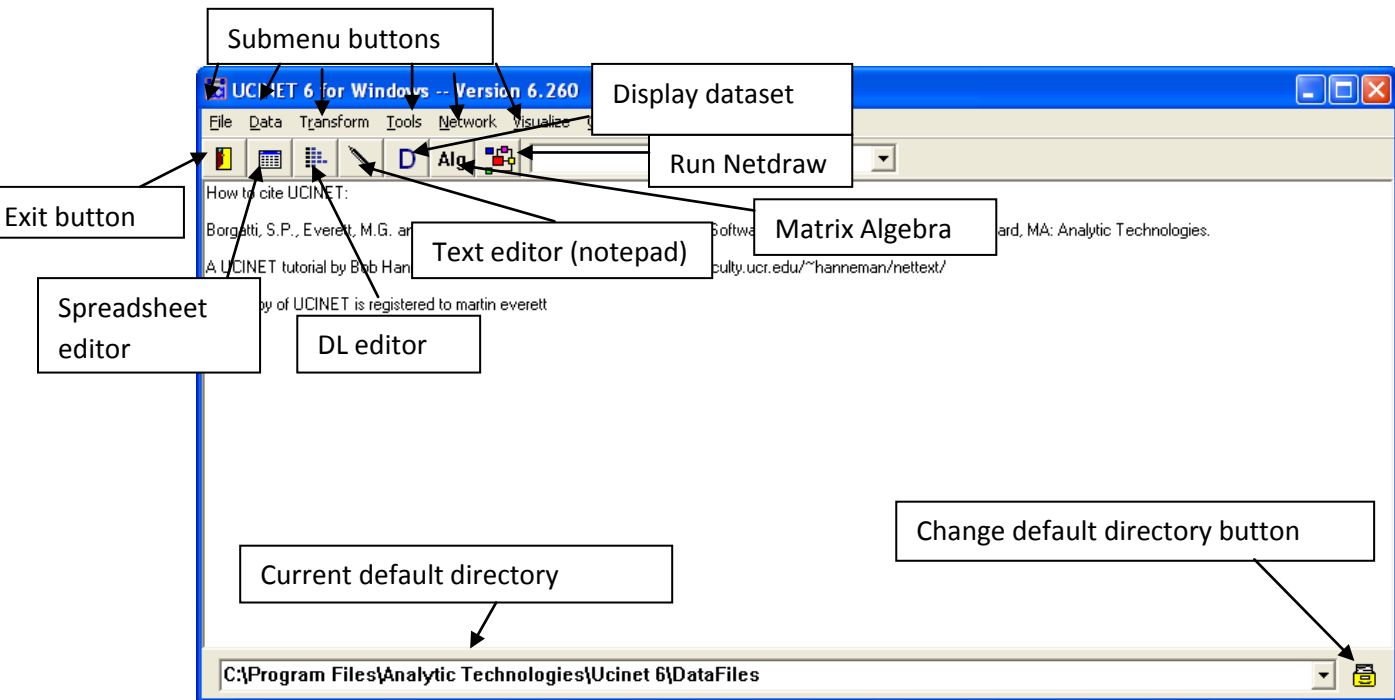 Submenu buttons
UCINET 6 for Windows -- Version 6.260
Display dataset
File Data Transform Tools Network Visualize
D Alg
Run Netdraw
Exit button
How to cite UCINET:
Borgatti, S.P., Everett, M.G. Matrix Algebra MA: Analytic Technologies.
Text editor (notepad)
A UCINET tutorial by Bob culty.ucr.edu/~hanneman/nettext/
Spreadsheet
editor
of UCINET is registered to martin everett
DL editor
Change default directory button
Current default directory
C:\Program Files\Analytic Technologies\Ucinet 6\DataFiles